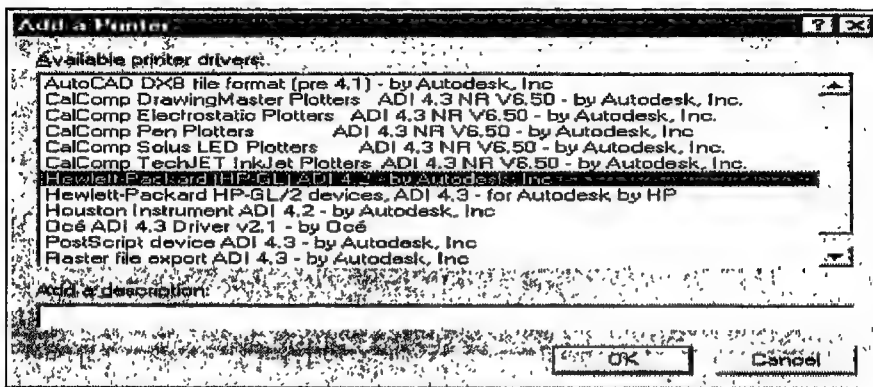 Add a Printer
Available printer drivers:
AutoCAD DXB file format (pre 4.1) - by Autodesk, Inc
CalComp DrawingMaster Plotters ADI 4.3 NR V6.50 - by Autodesk, Inc.
CalComp Electrostatic Plotters ADI 4.3 NR V6.50 - by Autodesk, Inc.
CalComp Pen Plotters ADI 4.3 NR V6.50 - by Autodesk, Inc.
CalComp Solus LED Plotters ADI 4.3 NR V6.50 - by Autodesk, Inc.
CalComp TechJET InkJet Plotters ADI 4.3 NR V6.50 - by Autodesk, Inc.
Hewlett-Packard (HP-GL) ADI 4.2 - by Autodesk, Inc
Hewlett-Packard HP-GL/2 devices, ADI 4.3 - for Autodesk by HP
Houston Instrument ADI 4.2 - by Autodesk, Inc
Océ ADI 4.3 Driver v2.1 - by Océ
PostScript device ADI 4.3 - by Autodesk, Inc
Raster file export ADI 4.3 - by Autodesk, Inc
Add a description:
OK Cancel